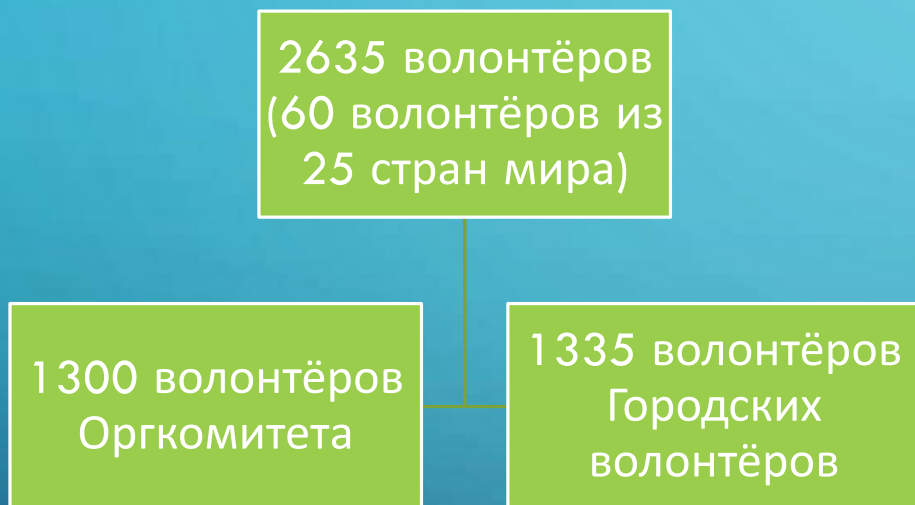 2635 волонтёров
(60 волонтёров из
25 стран мира)
1300 волонтёров
Оргкомитета
1335 волонтёров
Городских
волонтёров